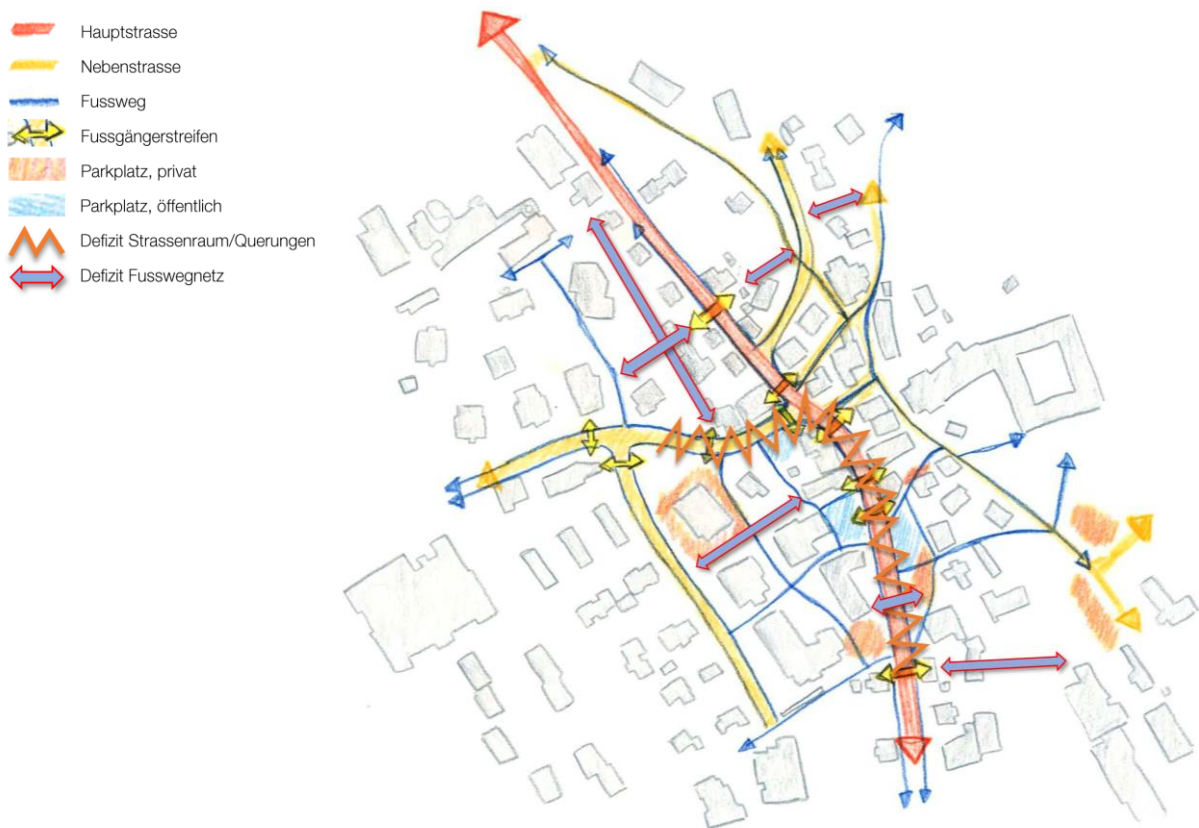 Hauptstrasse
Nebenstrasse
Fussweg
Fussgängerstreifen
Parkplatz, privat
Parkplatz, öffentlich
Defizit Strassenraum/Querungen
Defizit Fusswegnetz